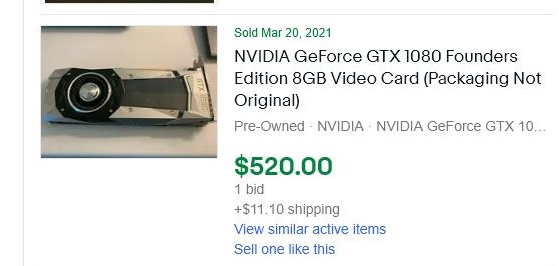 Sold Mar 20, 2021
NVIDIA GeForce GTX 1080 Founders
Edition 8GB Video Card (Packaging Not
Original)
Pre-Owned · NVIDIA · NVIDIA GeForce GTX 10...
$520.00
1 bid
+$11.10 shipping
View similar active items
Sell one like this